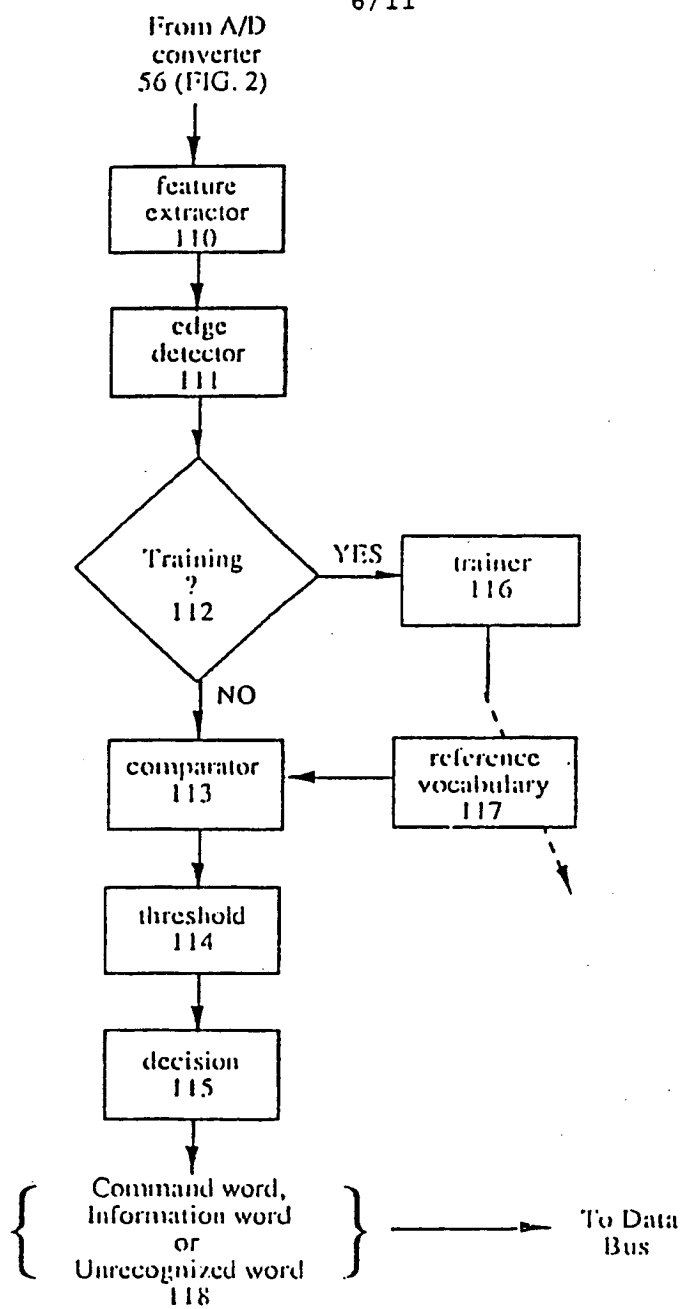 6/11
From A/D
converter
56 (FIG. 2)
feature
extractor
110
edge
detector
111
Training
?
112
YES
trainer
116
NO
comparator
113
reference
vocabulary
117
threshold
114
decision
115
Command word,
Information word
or
Unrecognized word
118
To Data
Bus